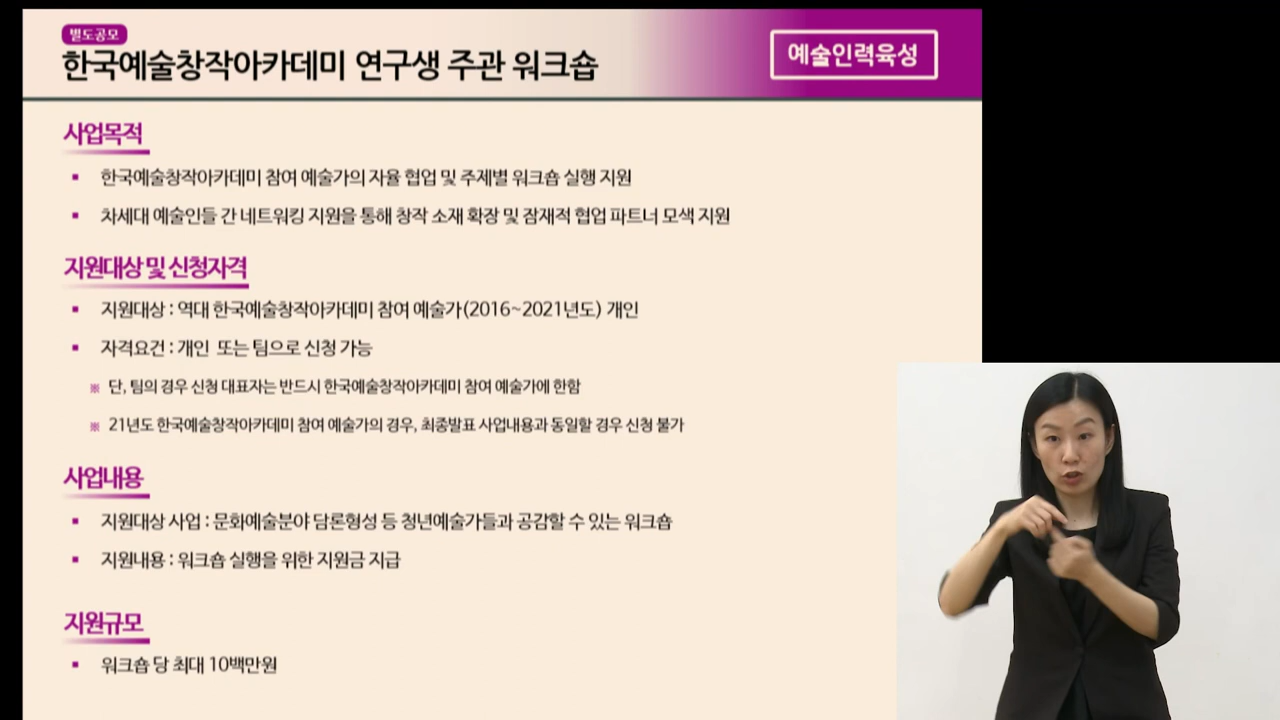 별도공모
한국예술창작아카데미 연구생 주관 워크숍
예술인력육성
사업목적
▪ 한국예술창작아카데미 참여 예술가의 자율 협업 및 주제별 워크숍 실행 지원
▪ 차세대 예술인들 간 네트워킹 지원을 통해 창작 소재 확장 및 잠재적 협업 파트너 모색 지원
지원대상 및 신청자격
▪ 지원대상 : 역대 한국예술창작아카데미 참여 예술가(2016~2021년도) 개인
▪ 자격요건 : 개인 또는 팀으로 신청 가능
※ 단, 팀의 경우 신청 대표자는 반드시 한국예술창작아카데미 참여 예술가에 한함
※ 21년도 한국예술창작아카데미 참여 예술가의 경우, 최종발표 사업내용과 동일할 경우 신청 불가
사업내용
▪ 지원대상 사업 : 문화예술분야 담론형성 등 청년예술가들과 공감할 수 있는 워크숍
▪ 지원내용 : 워크숍 실행을 위한 지원금 지급
지원규모
▪ 워크숍 당 최대 10백만원